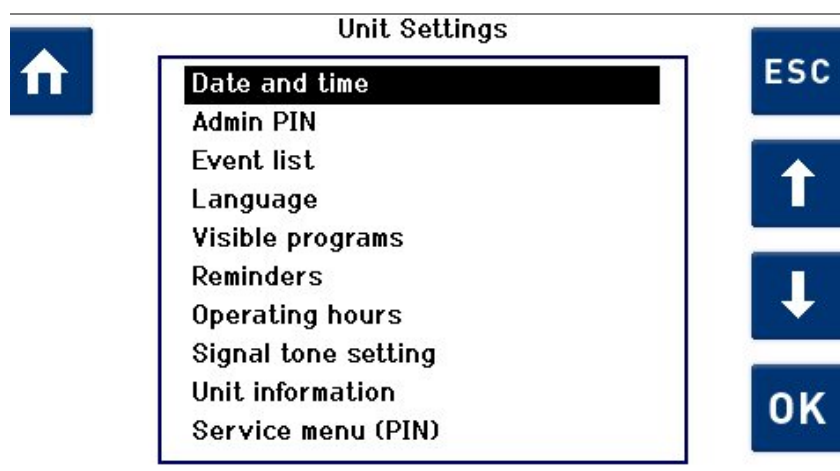 Unit Settings
ESC
Date and time
Admin PIN
Event list
Language
Visible programs
Reminders
Operating hours
Signal tone setting
Unit information
Service menu (PIN)
OK